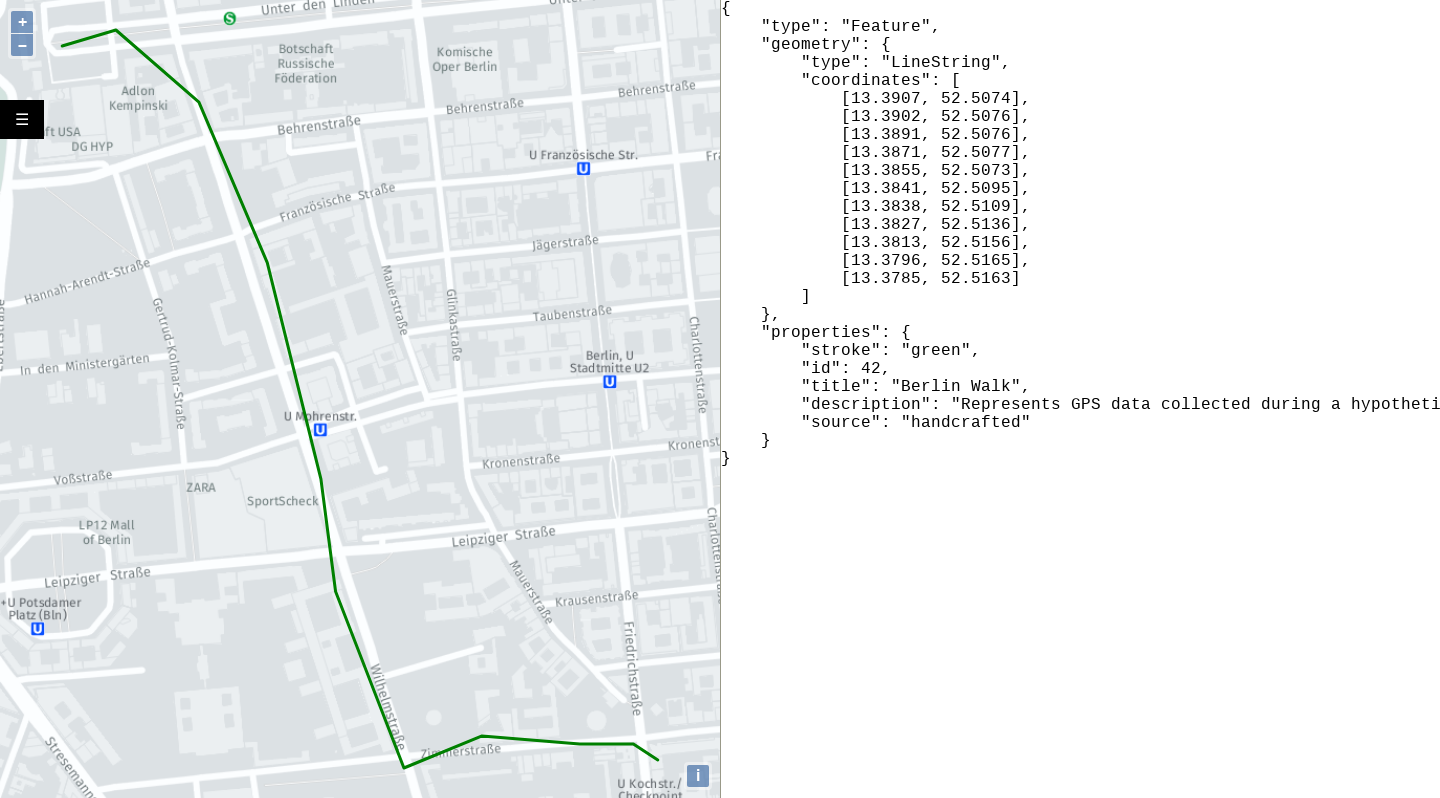 +
–
☰
i
Unter den Linden
S
Botschaft
Russische
Föderation
Komische
Oper Berlin
Adlon
Kempinski
Behrenstraße
Behrenstraße
Behrenstraße
ft USA
DG HYP
U Französische Str.
U
Fra
Französische Straße
Jägerstraße
Hannah-Arendt-Straße
Mauerstraße
Glinkastraße
Gertrud-Kolmar-Straße
Taubenstraße
Charlottenstraße
In den Ministergärten
Berlin, U
Stadtmitte U2
U
U Mohrenstr.
U
Kronenst
Kronenstraße
Voßstraße
ZARA
SportScheck
LP12 Mall
of Berlin
Leipziger Straße
Leipziger Straße
Mauerstraße
Krausenstraße
+U Potsdamer
Platz (Bln)
U
Friedrichstraße
Wilhelmstraße
Zimmerstraße
U Kochstr./
Checkpoint
{
    "type": "Feature",
    "geometry": {
        "type": "LineString",
        "coordinates": [
            [13.3907, 52.5074],
            [13.3902, 52.5076],
            [13.3891, 52.5076],
            [13.3871, 52.5077],
            [13.3855, 52.5073],
            [13.3841, 52.5095],
            [13.3838, 52.5109],
            [13.3827, 52.5136],
            [13.3813, 52.5156],
            [13.3796, 52.5165],
            [13.3785, 52.5163]
        ]
    },
    "properties": {
        "stroke": "green",
        "id": 42,
        "title": "Berlin Walk",
        "description": "Represents GPS data collected during a hypotheti
        "source": "handcrafted"
    }
}